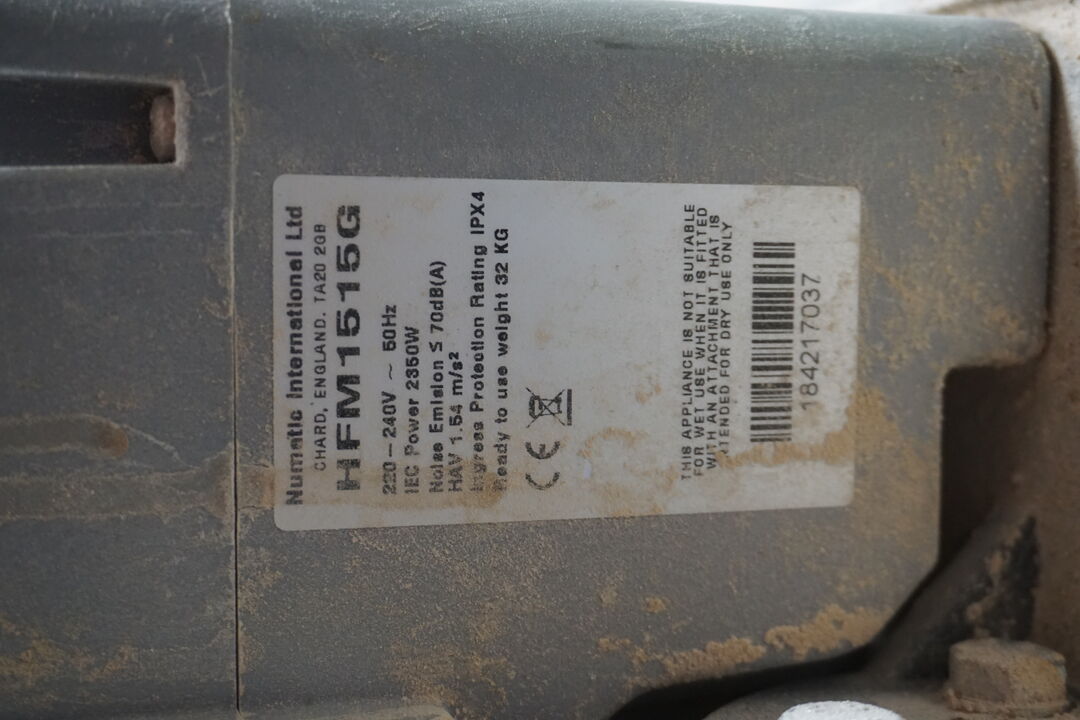 Numatic International Ltd
CHARD, ENGLAND. TA20 2GB
HFM1515G
220-240V ~ 50Hz
IEC Power 2350W
Noise Emision ≤ 70dB(A)
HAV 1.54 m/s²
Ingress Protection Rating IPX4
Ready to use weight 32 KG
CE
THIS APPLIANCE IS NOT SUITABLE
FOR WET USE WHEN IT IS FITTED
WITH AN ATTACHMENT THAT IS
INTENDED FOR DRY USE ONLY
184217037